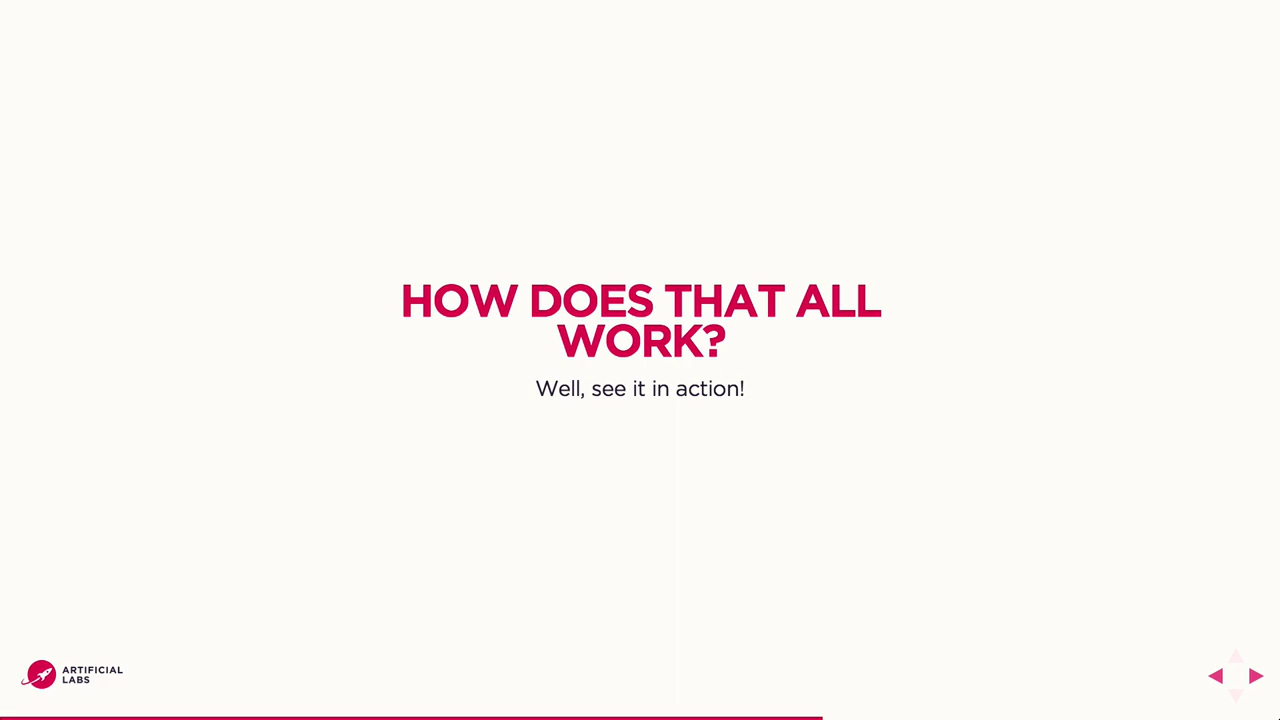 HOW DOES THAT ALL
WORK?
Well, see it in action!
ARTIFICIAL
LABS